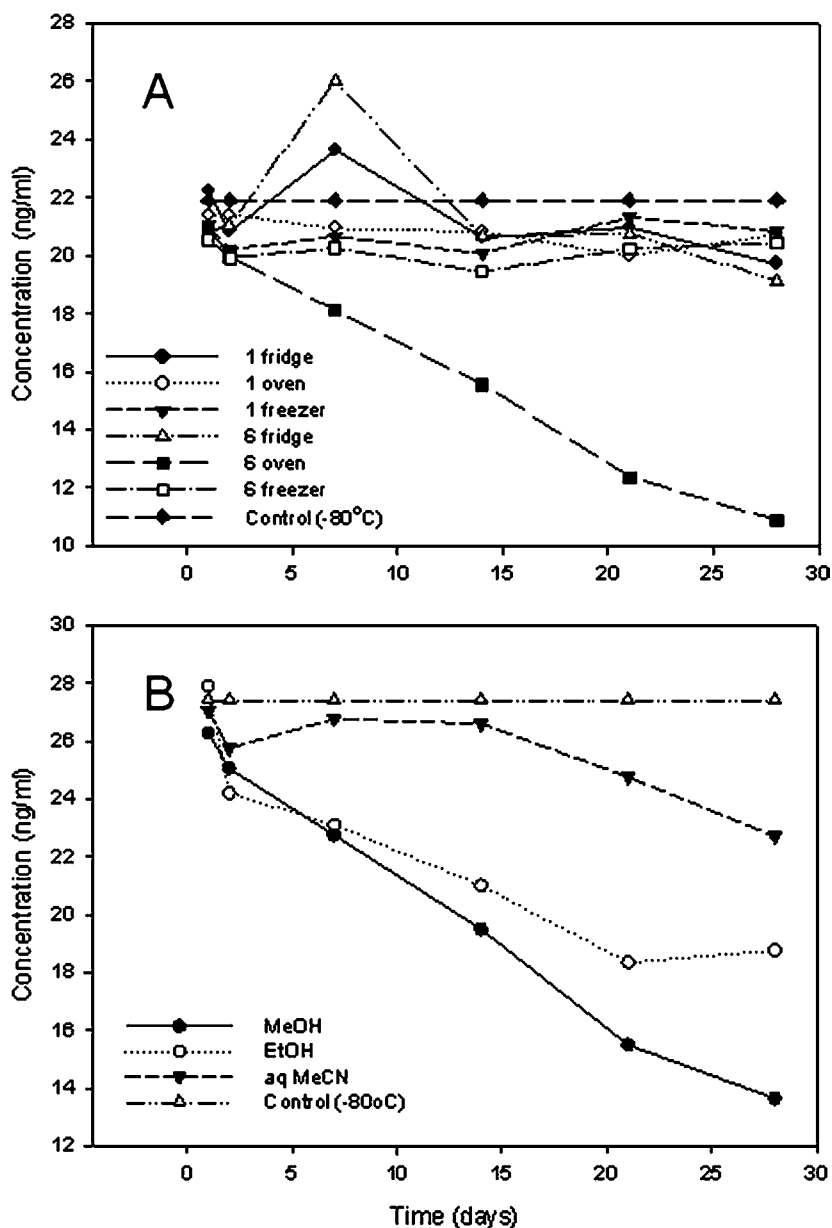 28
26
24
22
20
18
16
14
12
10
A
Concentration (ng/ml)
1 fridge
1 oven
1 freezer
6 fridge
6 oven
6 freezer
Control (-80°C)
0 5 10 15 20 25 30
30
28
26
24
22
20
18
16
14
12
B
Concentration (ng/ml)
MeOH
EtOH
aq MeCN
Control (-80oC)
0 5 10 15 20 25 30
Time (days)